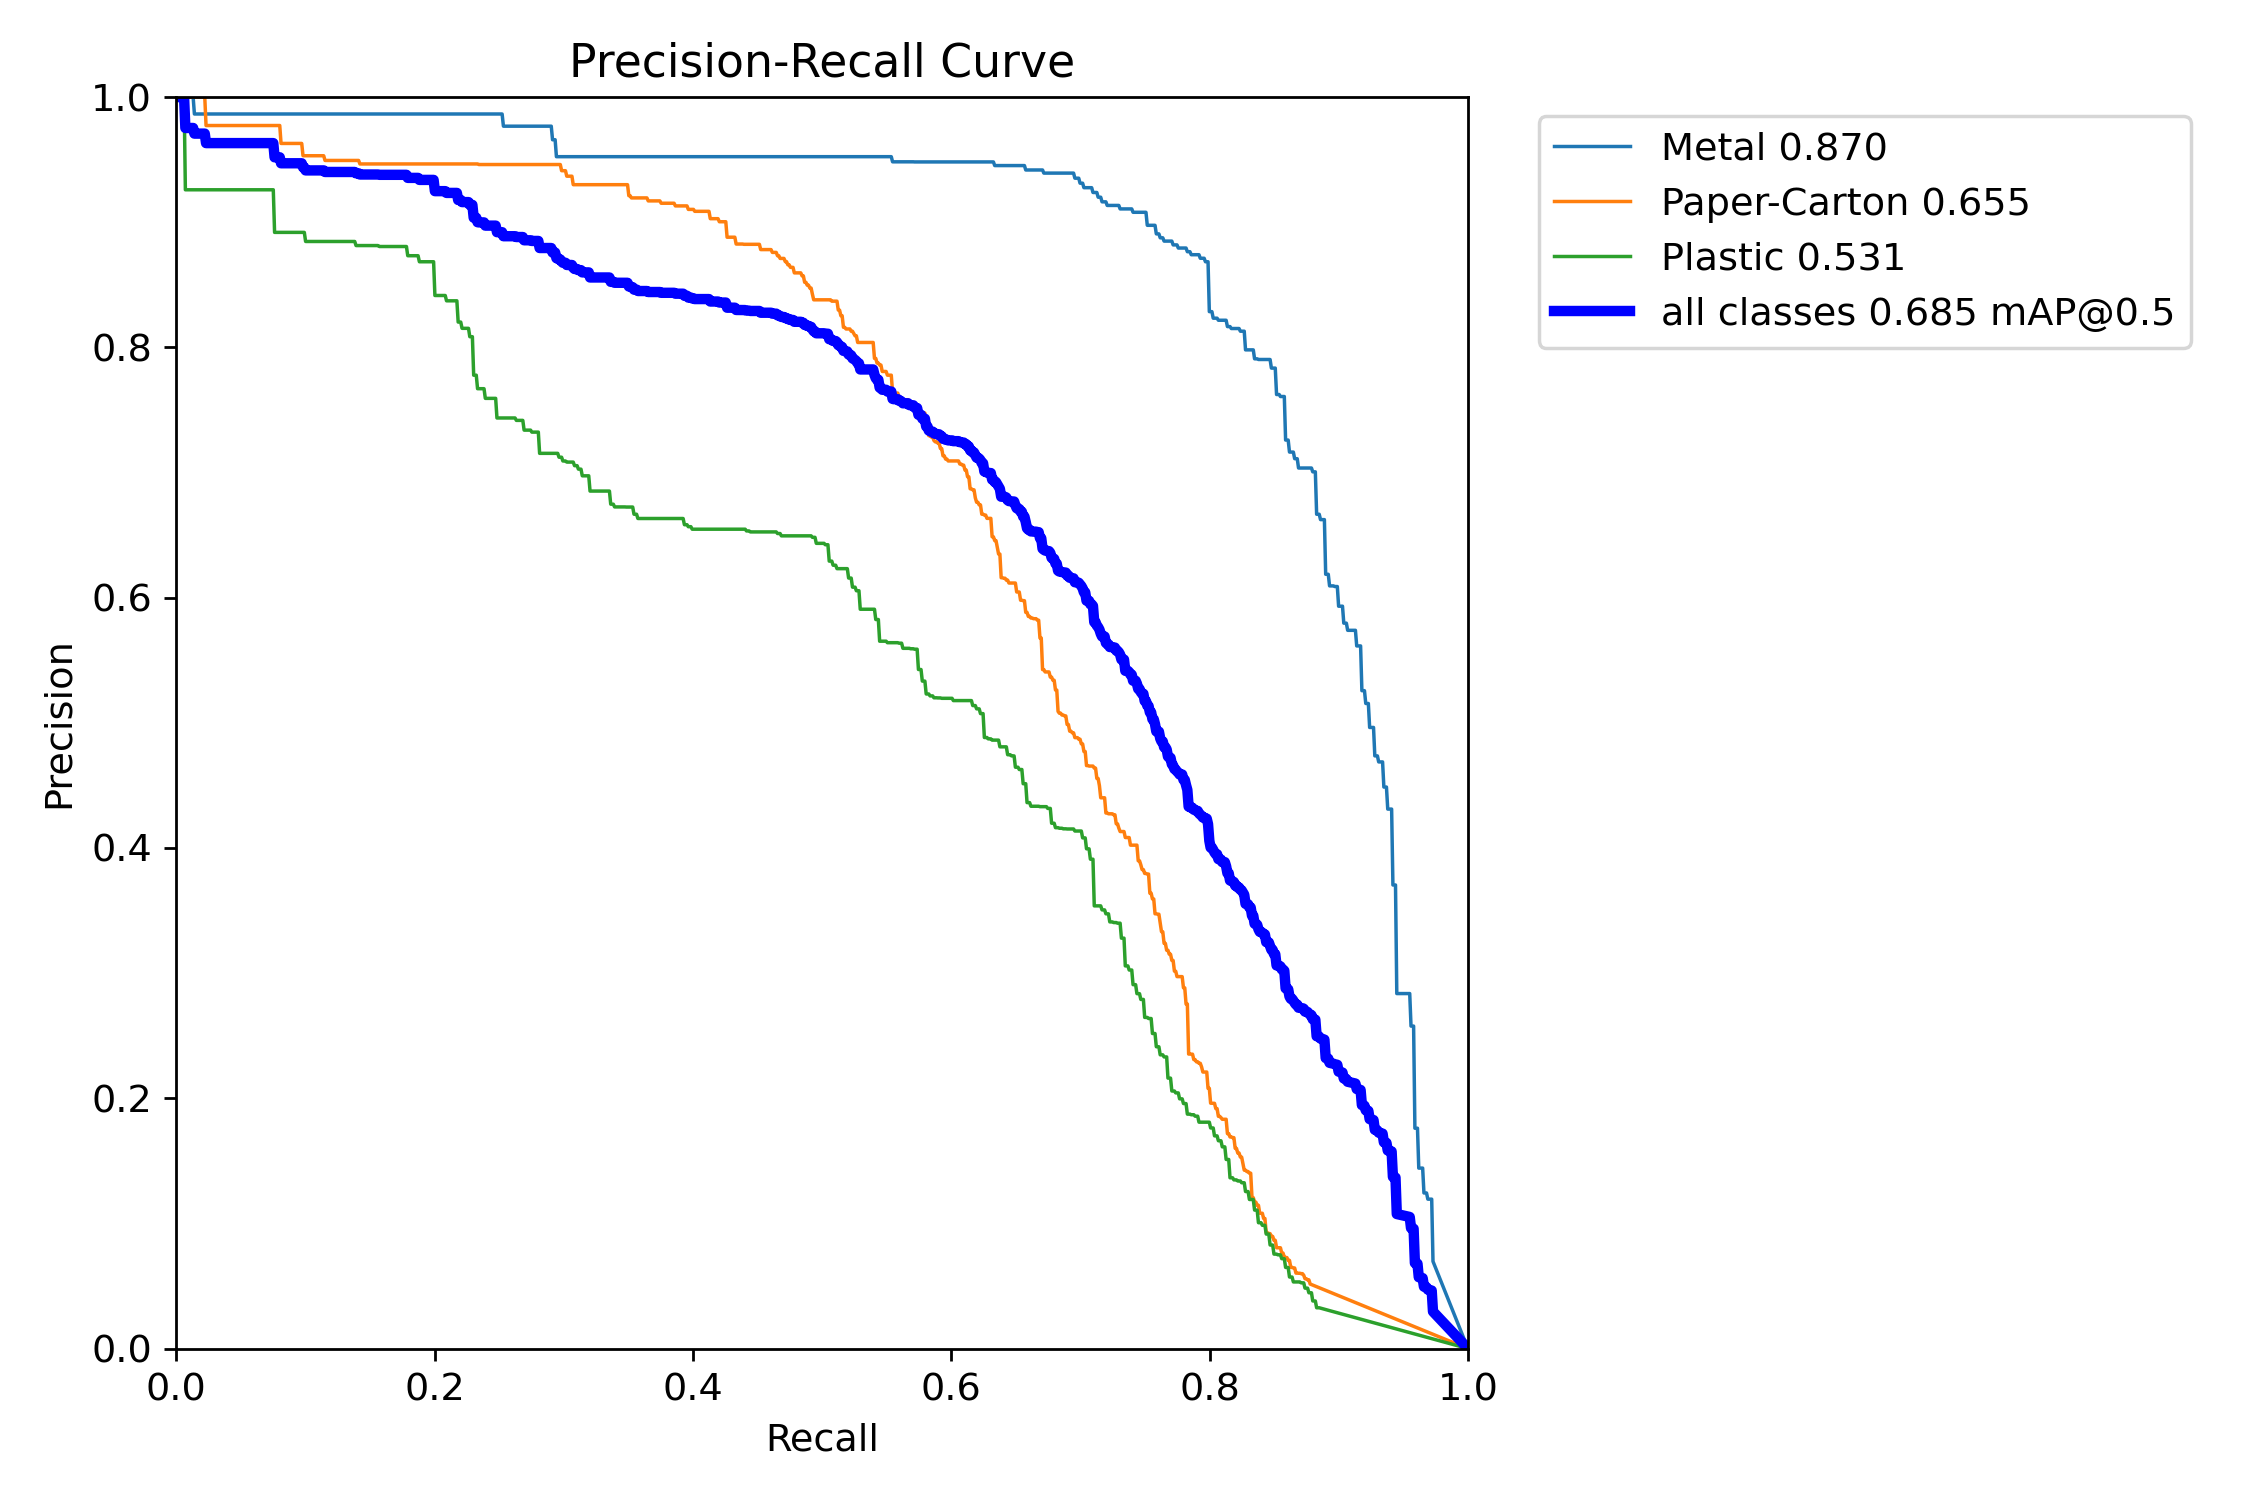 Precision-Recall Curve
1.0
0.8
0.6
0.4
0.2
0.0
Precision
0.0 0.2 0.4 0.6 0.8 1.0
Recall
Metal 0.870
Paper-Carton 0.655
Plastic 0.531
all classes 0.685 mAP@0.5